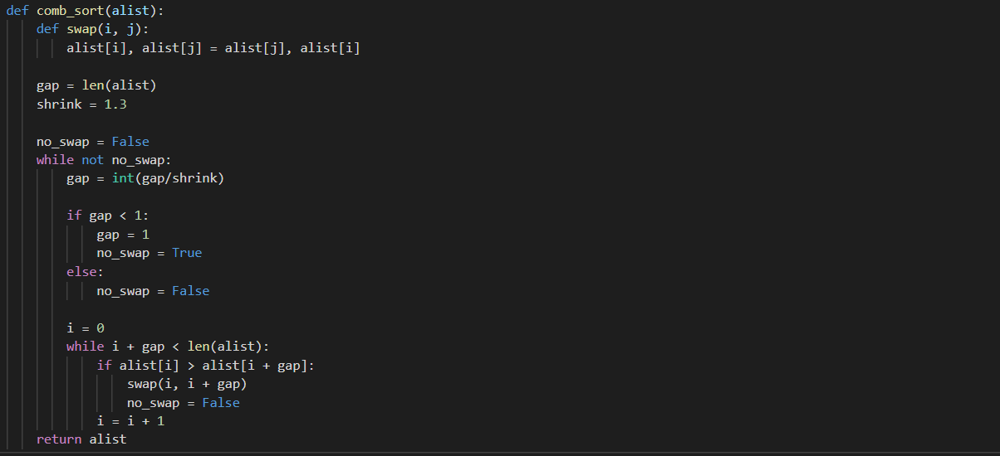 def comb_sort(alist):
    def swap(i, j):
        alist[i], alist[j] = alist[j], alist[i]

    gap = len(alist)
    shrink = 1.3

    no_swap = False
    while not no_swap:
        gap = int(gap/shrink)

        if gap < 1:
            gap = 1
            no_swap = True
        else:
            no_swap = False

        i = 0
        while i + gap < len(alist):
            if alist[i] > alist[i + gap]:
                swap(i, i + gap)
                no_swap = False
            i = i + 1
    return alist